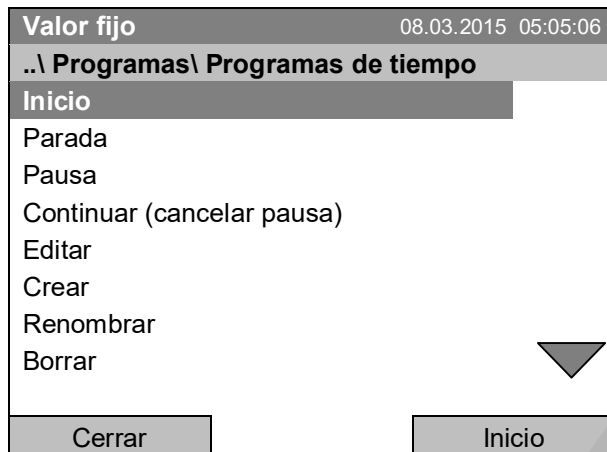 Valor fijo 08.03.2015 05:05:06
..\ Programas\ Programas de tiempo
Inicio
Parada
Pausa
Continuar (cancelar pausa)
Editar
Crear
Renombrar
Borrar
Cerrar Inicio